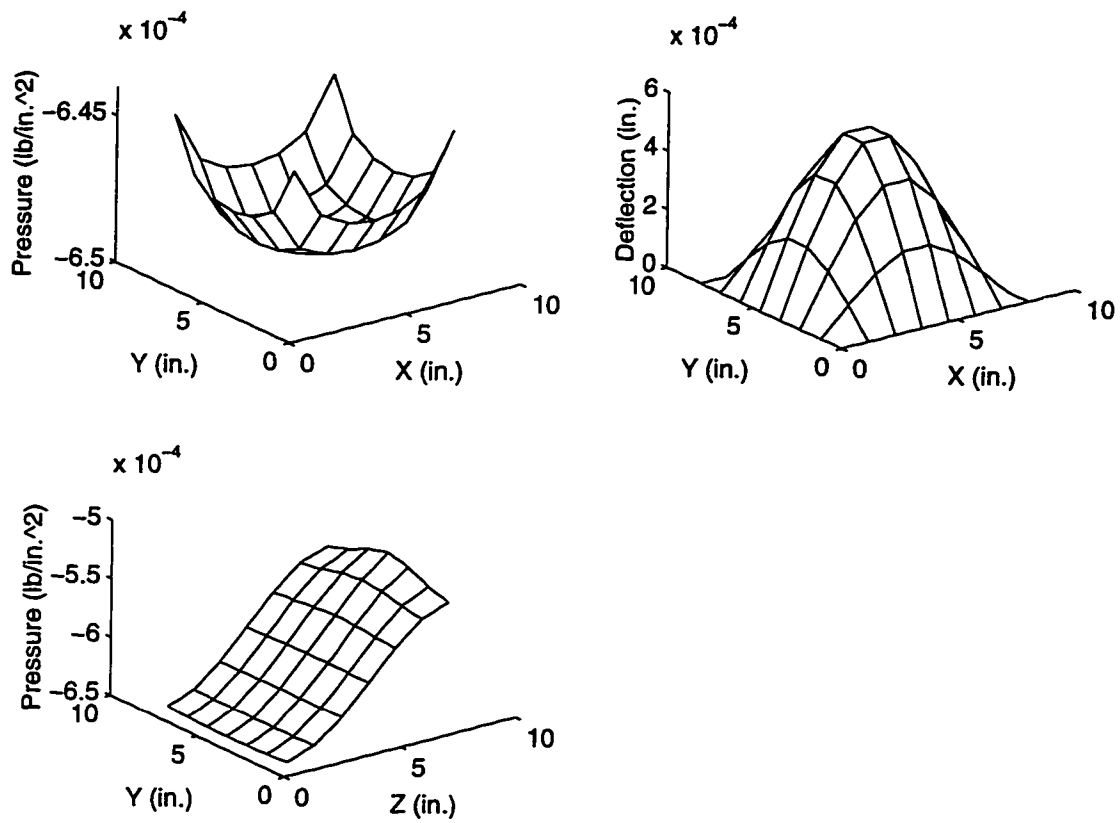 x 10^-4
Pressure (lb/in.^2)
-6.45
-6.5
10
5
0
Y (in.)
0
5
10
X (in.)
x 10^-4
Deflection (in.)
6
4
2
0
10
5
0
Y (in.)
0
5
10
X (in.)
x 10^-4
Pressure (lb/in.^2)
-5
-5.5
-6
-6.5
10
5
0
Y (in.)
0
5
10
Z (in.)